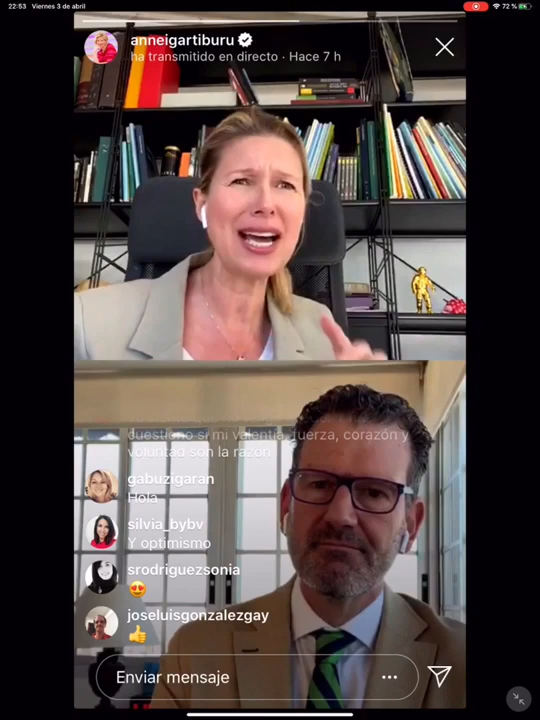 22:53 Viernes 3 de abril
72 %
anneigartiburu
ha transmitido en directo · Hace 7 h
cuestiono si mi valentía, fuerza, corazón y
voluntad son la razón
gabuzigaran
Hola
silvia_bybv
Y optimismo
srodriguezsonia
joseluisgonzalezgay
Enviar mensaje